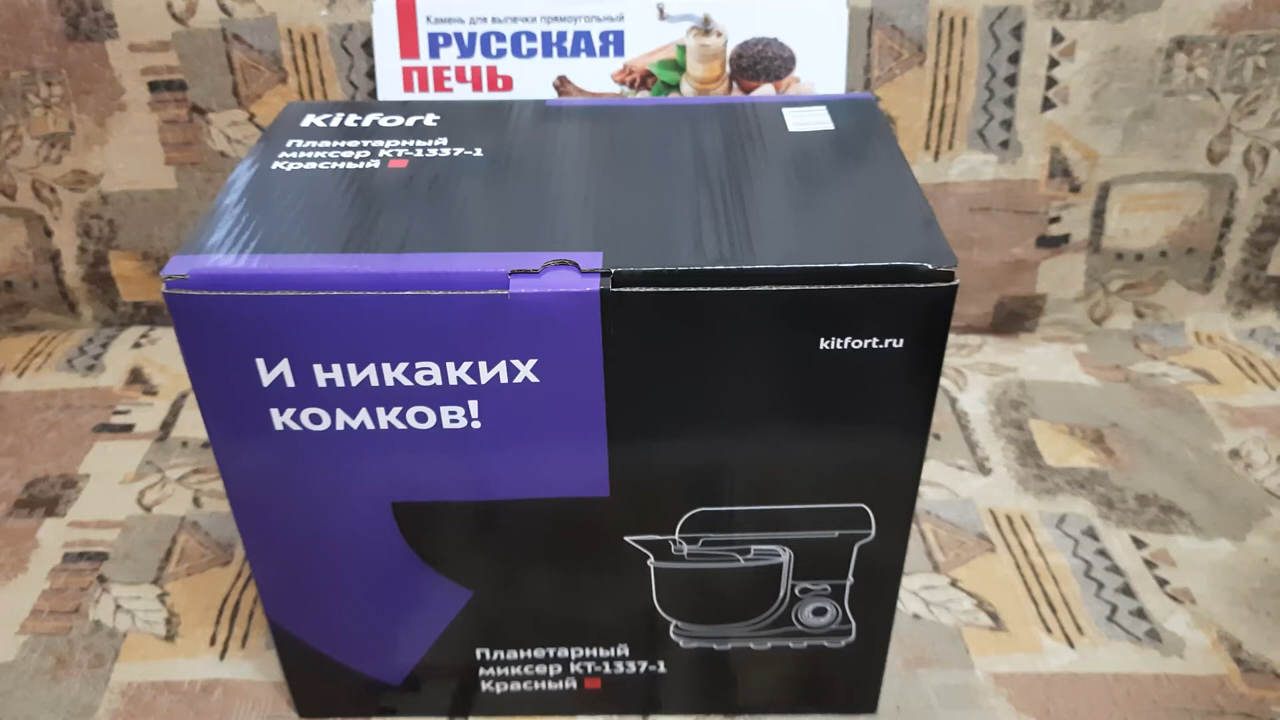 Камень для выпечки прямоугольный
РУССКАЯ
ПЕЧЬ
Kitfort
Планетарный
миксер КТ-1337-1
Красный
И никаких
комков!
kitfort.ru
Планетарный
миксер КТ-1337-1
Красный